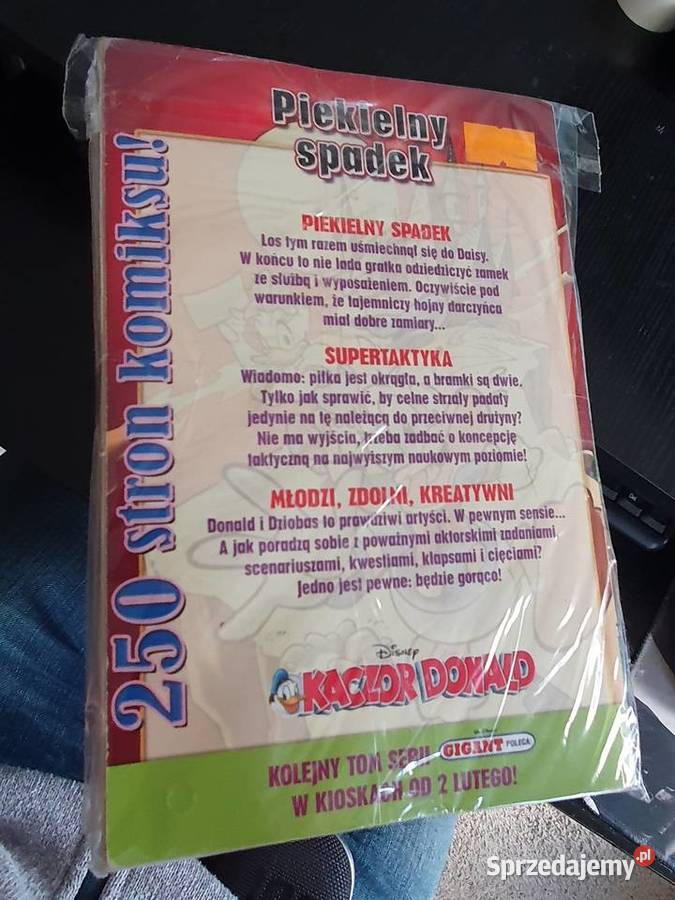 Piekielny
spadek
250 stron komiksu!
PIEKIELNY SPADEK
Los tym razem uśmiechnął się do Daisy.
W końcu to nie lada gratka odziedziczyć zamek
ze służbą i wyposażeniem. Oczywiście pod
warunkiem, że tajemniczy hojny darczyńca
miał dobre zamiary...
SUPERTAKTYKA
Wiadomo: piłka jest okrągła, a bramki są dwie.
Tylko jak sprawić, by celne strzały padały
jedynie na tę należącą do przeciwnej drużyny?
Nie ma wyjścia, trzeba zadbać o koncepcję
taktyczną na najwyższym naukowym poziomie!
MŁODZI, ZDOLNI, KREATYWNI
Donald i Dziobas to prawdziwi artyści. W pewnym sensie...
A jak poradzą sobie z poważnymi aktorskimi zadaniami,
scenariuszami, kwestiami, klapsami i cięciami?
Jedno jest pewne: będzie gorąco!
Disney
KACZOR DONALD
KOLEJNY TOM SERII GIGANT POLECA
W KIOSKACH OD 2 LUTEGO!
Sprzedajemy.pl